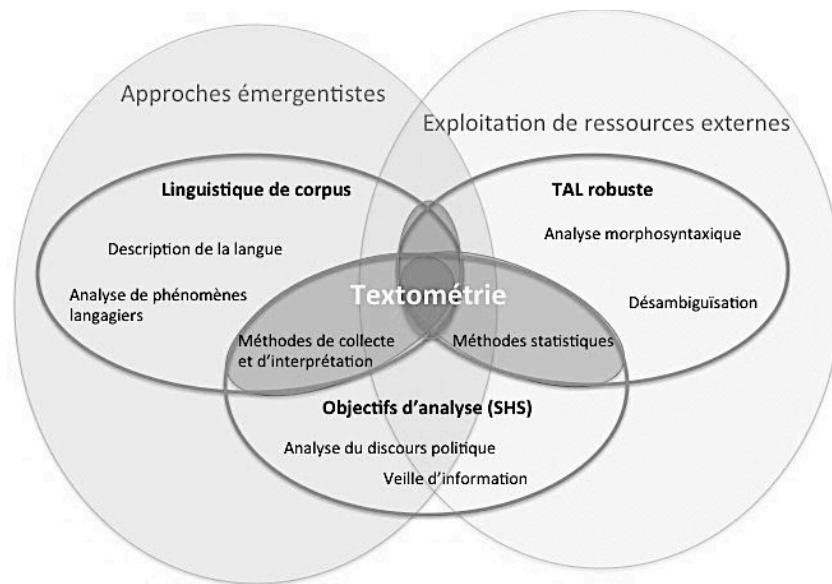 Approches émergentistes
Exploitation de ressources externes
Linguistique de corpus
TAL robuste
Description de la langue
Analyse morphosyntaxique
Analyse de phénomènes
langagiers
Désambiguïsation
Textométrie
Méthodes de collecte
et d'interprétation
Méthodes statistiques
Objectifs d'analyse (SHS)
Analyse du discours politique
Veille d'information